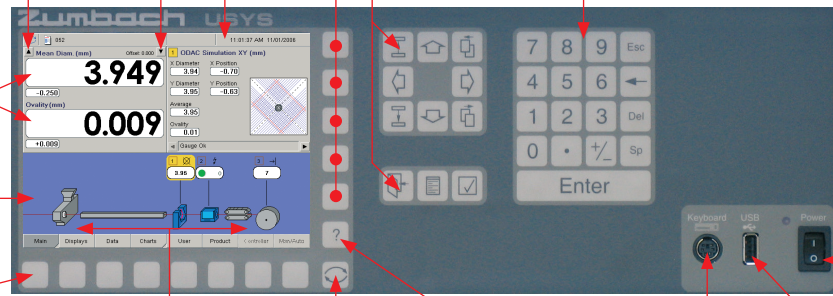 Zumbach USYS
052
11:01:37 AM 11/01/2006
Mean Diam. (mm) Offset 0.000
3.949
-0.250
Ovality (mm)
0.009
+0.009
1 ODAC Simulation XY (mm)
X Diameter X Position
3.94 -0.70
Y Diameter Y Position
3.95 -0.63
Average
3.95
Ovality
0.01
Gauge Ok
1 2 3
3.95 0 7
Main Displays Data Charts User Product Controller Man/Auto
?
7 8 9 Esc
4 5 6
1 2 3 Del
0 . +/- Sp
Enter
Keyboard USB Power